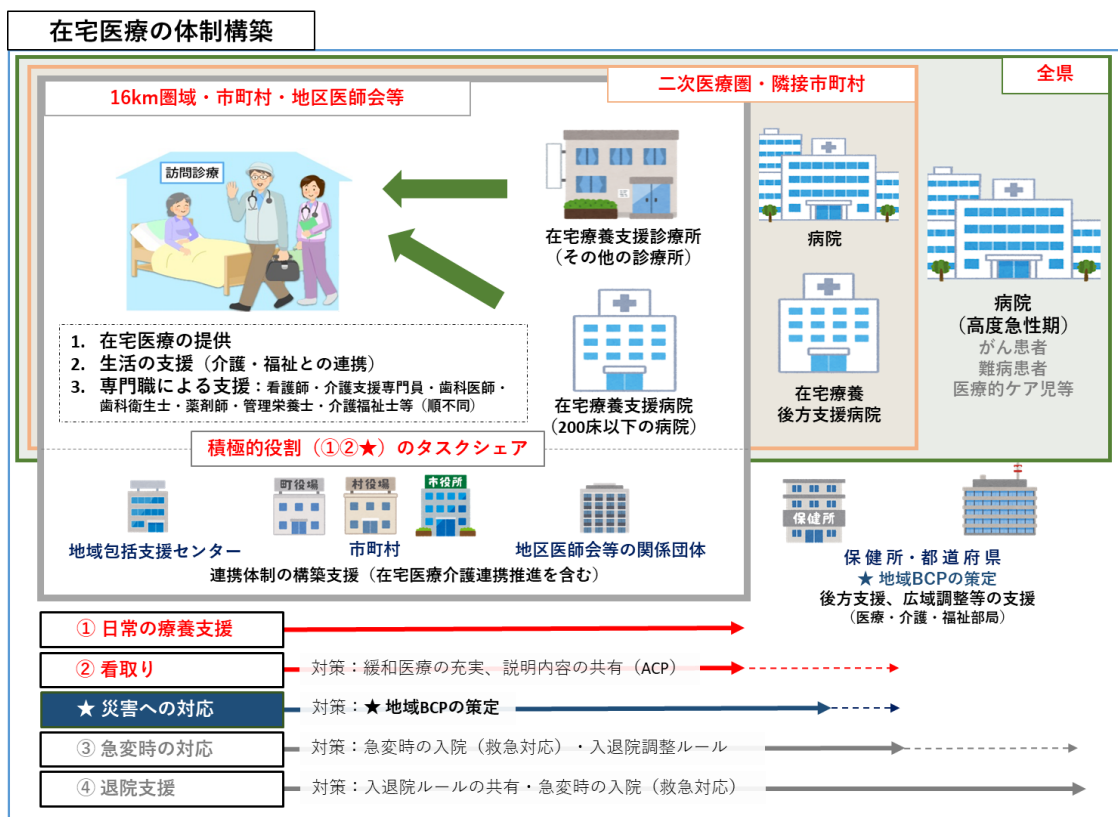 在宅医療の体制構築
全県
二次医療圏・隣接市町村
16km圏域・市町村・地区医師会等
訪問診療
在宅療養支援診療所
（その他の診療所）
病院
病院
（高度急性期）
がん患者
難病患者
医療的ケア児等
1. 在宅医療の提供
2. 生活の支援（介護・福祉との連携）
3. 専門職による支援：看護師・介護支援専門員・歯科医師・
歯科衛生士・薬剤師・管理栄養士・介護福祉士等（順不同）
在宅療養支援病院
（200床以下の病院）
在宅療養
後方支援病院
積極的役割（①②★）のタスクシェア
町役場
村役場
市役所
保健所
地域包括支援センター
市町村
地区医師会等の関係団体
連携体制の構築支援（在宅医療介護連携推進を含む）
保健所・都道府県
★ 地域BCPの策定
後方支援、広域調整等の支援
（医療・介護・福祉部局）
① 日常の療養支援
② 看取り
対策：緩和医療の充実、説明内容の共有（ACP）
★ 災害への対応
対策：★ 地域BCPの策定
③ 急変時の対応
対策：急変時の入院（救急対応）・入退院調整ルール
④ 退院支援
対策：入退院ルールの共有・急変時の入院（救急対応）